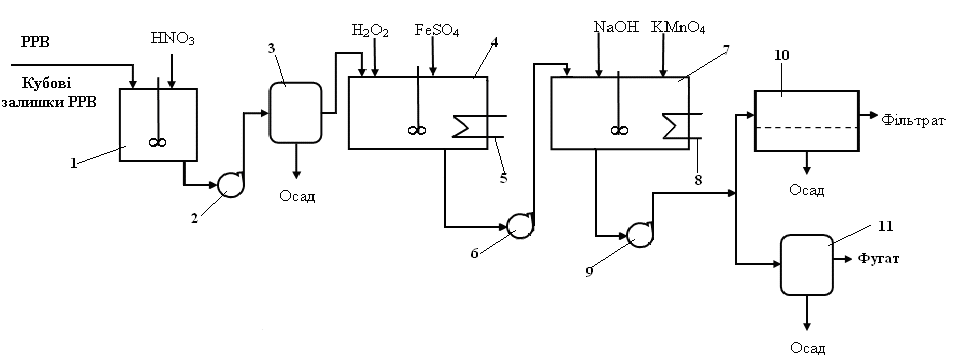 РРВ
Кубові
залишки РРВ
HNO₃
1
2
3
Осад
H₂O₂
FeSO₄
4
5
6
NaOH
KMnO₄
7
8
9
10
Фільтрат
Осад
11
Фугат
Осад